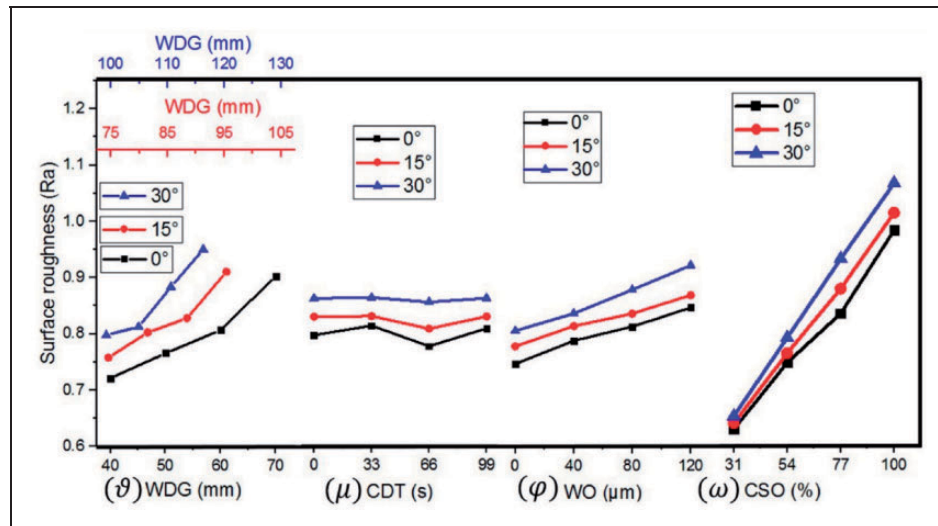 WDG (mm)
100 110 120 130
WDG (mm)
75 85 95 105
30°
15°
0°
0°
15°
30°
0°
15°
30°
0°
15°
30°
Surface roughness (Ra)
1.2
1.1
1.0
0.9
0.8
0.7
0.6
40 50 60 70 0 33 66 99 0 40 80 120 31 54 77 100
(ϑ) WDG (mm) (μ) CDT (s) (φ) WO (µm) (ω) CSO (%)